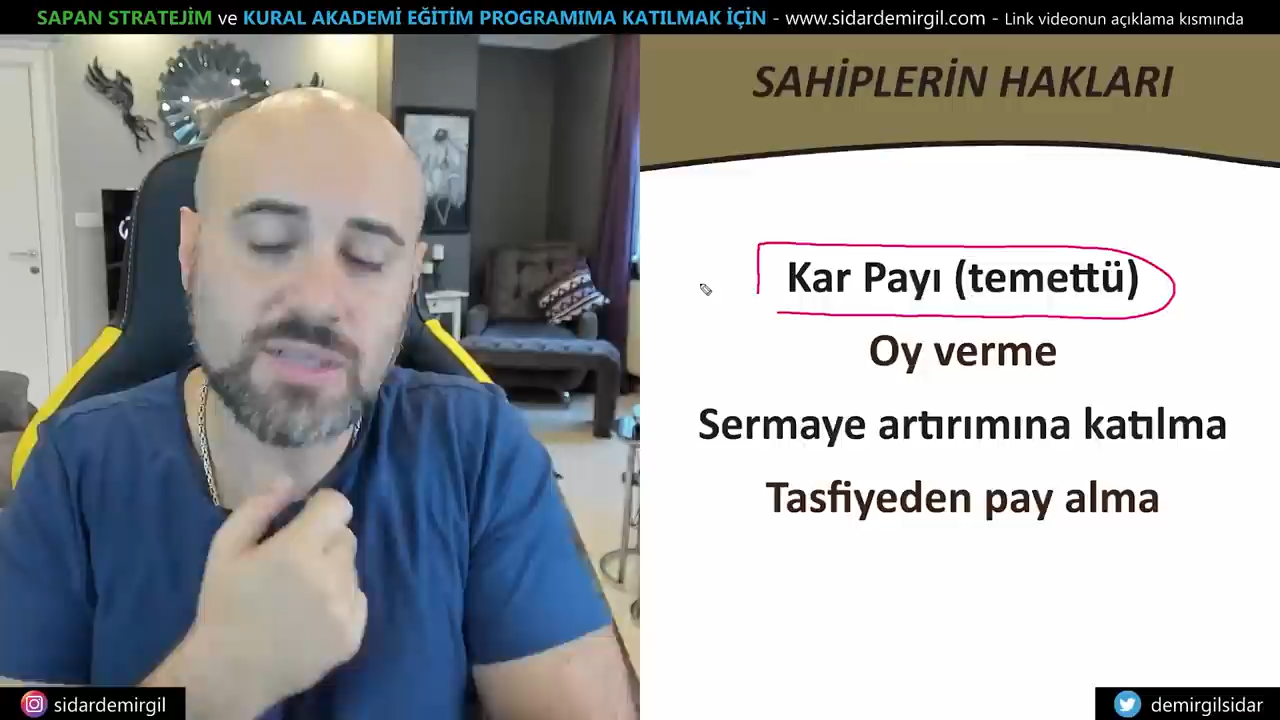 SAPAN STRATEJİM ve KURAL AKADEMİ EĞİTİM PROGRAMIMA KATILMAK İÇİN - www.sidardemirgil.com - Link videonun açıklama kısmında
SAHİPLERİN HAKLARI
Kar Payı (temettü)
Oy verme
Sermaye artırımına katılma
Tasfiyeden pay alma
sidardemirgil
demirgilsidar